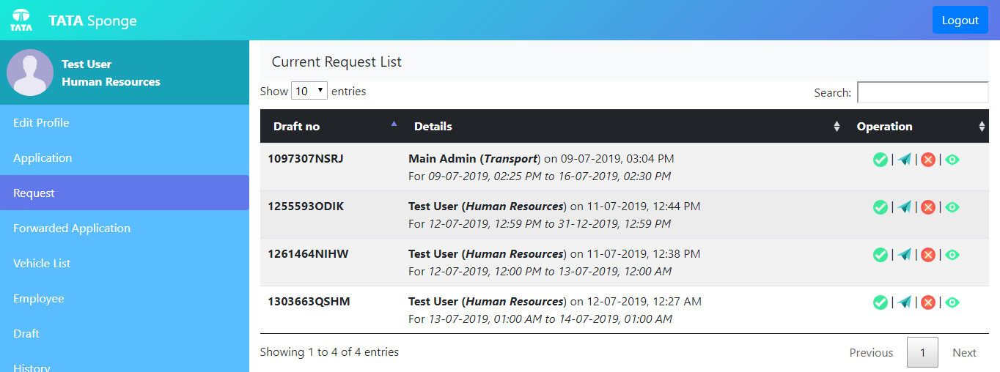 TATA
TATA Sponge
Logout
Test User
Human Resources
Edit Profile
Application
Request
Forwarded Application
Vehicle List
Employee
Draft
History
Current Request List
Show 10 entries
Search:
Draft no Details Operation
1097307NSRJ Main Admin (Transport) on 09-07-2019, 03:04 PM
For 09-07-2019, 02:25 PM to 16-07-2019, 02:30 PM
1255593ODIK Test User (Human Resources) on 11-07-2019, 12:44 PM
For 12-07-2019, 12:59 PM to 31-12-2019, 12:59 PM
1261464NIHW Test User (Human Resources) on 11-07-2019, 12:38 PM
For 12-07-2019, 12:00 PM to 13-07-2019, 12:00 AM
1303663QSHM Test User (Human Resources) on 12-07-2019, 12:27 AM
For 13-07-2019, 01:00 AM to 14-07-2019, 01:00 AM
Showing 1 to 4 of 4 entries
Previous 1 Next